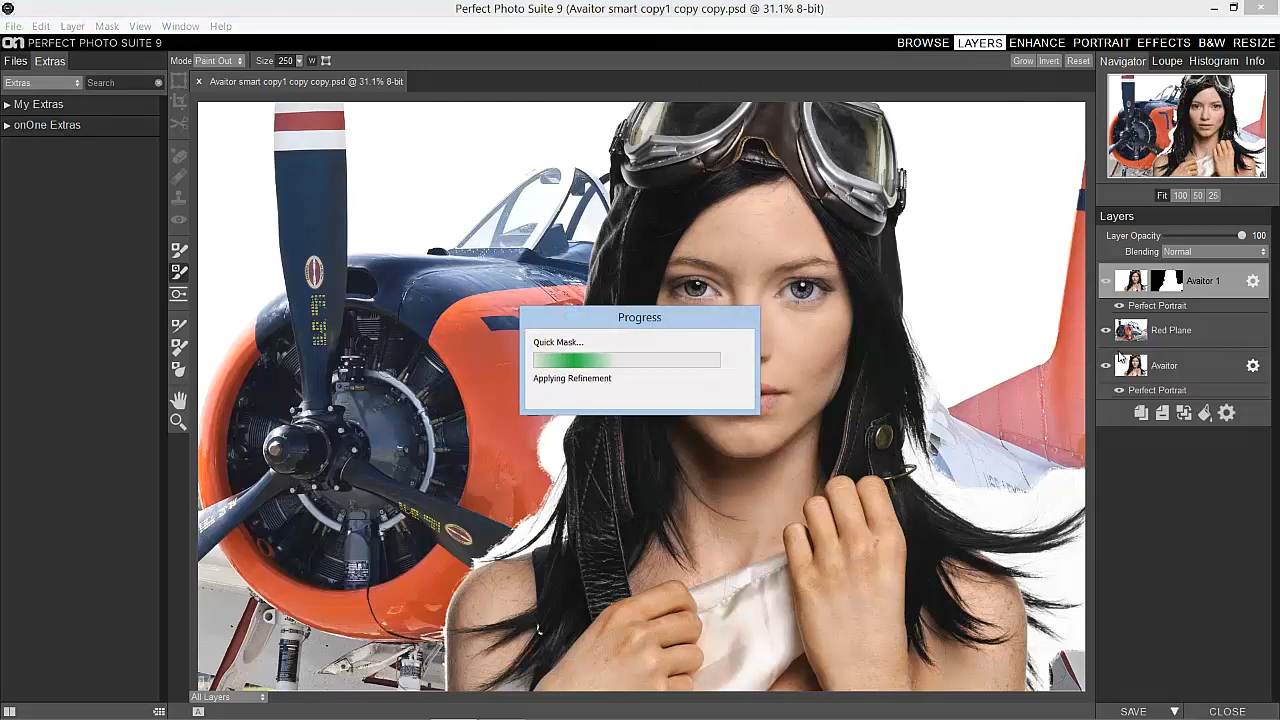 Perfect Photo Suite 9 (Avaitor smart copy1 copy copy.psd @ 31.1% 8-bit)
File Edit Layer Mask View Window Help
on PERFECT PHOTO SUITE 9
BROWSE LAYERS ENHANCE PORTRAIT EFFECTS B&W RESIZE
Files Extras
Mode Paint Out Size 250 W
Grow Invert Reset
Navigator Loupe Histogram Info
Extras
Search
× Avaitor smart copy1 copy copy.psd @ 31.1% 8-bit
My Extras
onOne Extras
Fit 100 50 25
Layers
Layer Opacity 100
Blending Normal
Avaitor 1
Perfect Portrait
Red Plane
Avaitor
Perfect Portrait
Progress
Quick Mask...
Applying Refinement
All Layers
A
SAVE
CLOSE